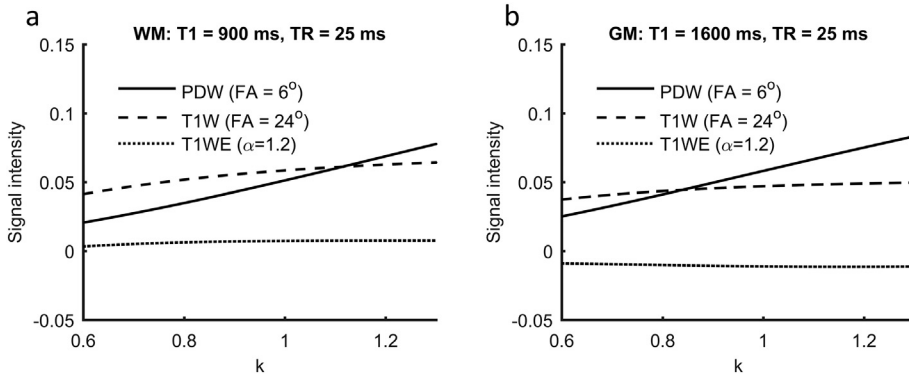 a
WM: T1 = 900 ms, TR = 25 ms
0.15
0.1
0.05
0
-0.05
Signal intensity
PDW (FA = 6°)
T1W (FA = 24°)
T1WE (α=1.2)
0.6
0.8
1
1.2
k
b
GM: T1 = 1600 ms, TR = 25 ms
0.15
0.1
0.05
0
-0.05
Signal intensity
PDW (FA = 6°)
T1W (FA = 24°)
T1WE (α=1.2)
0.6
0.8
1
1.2
k